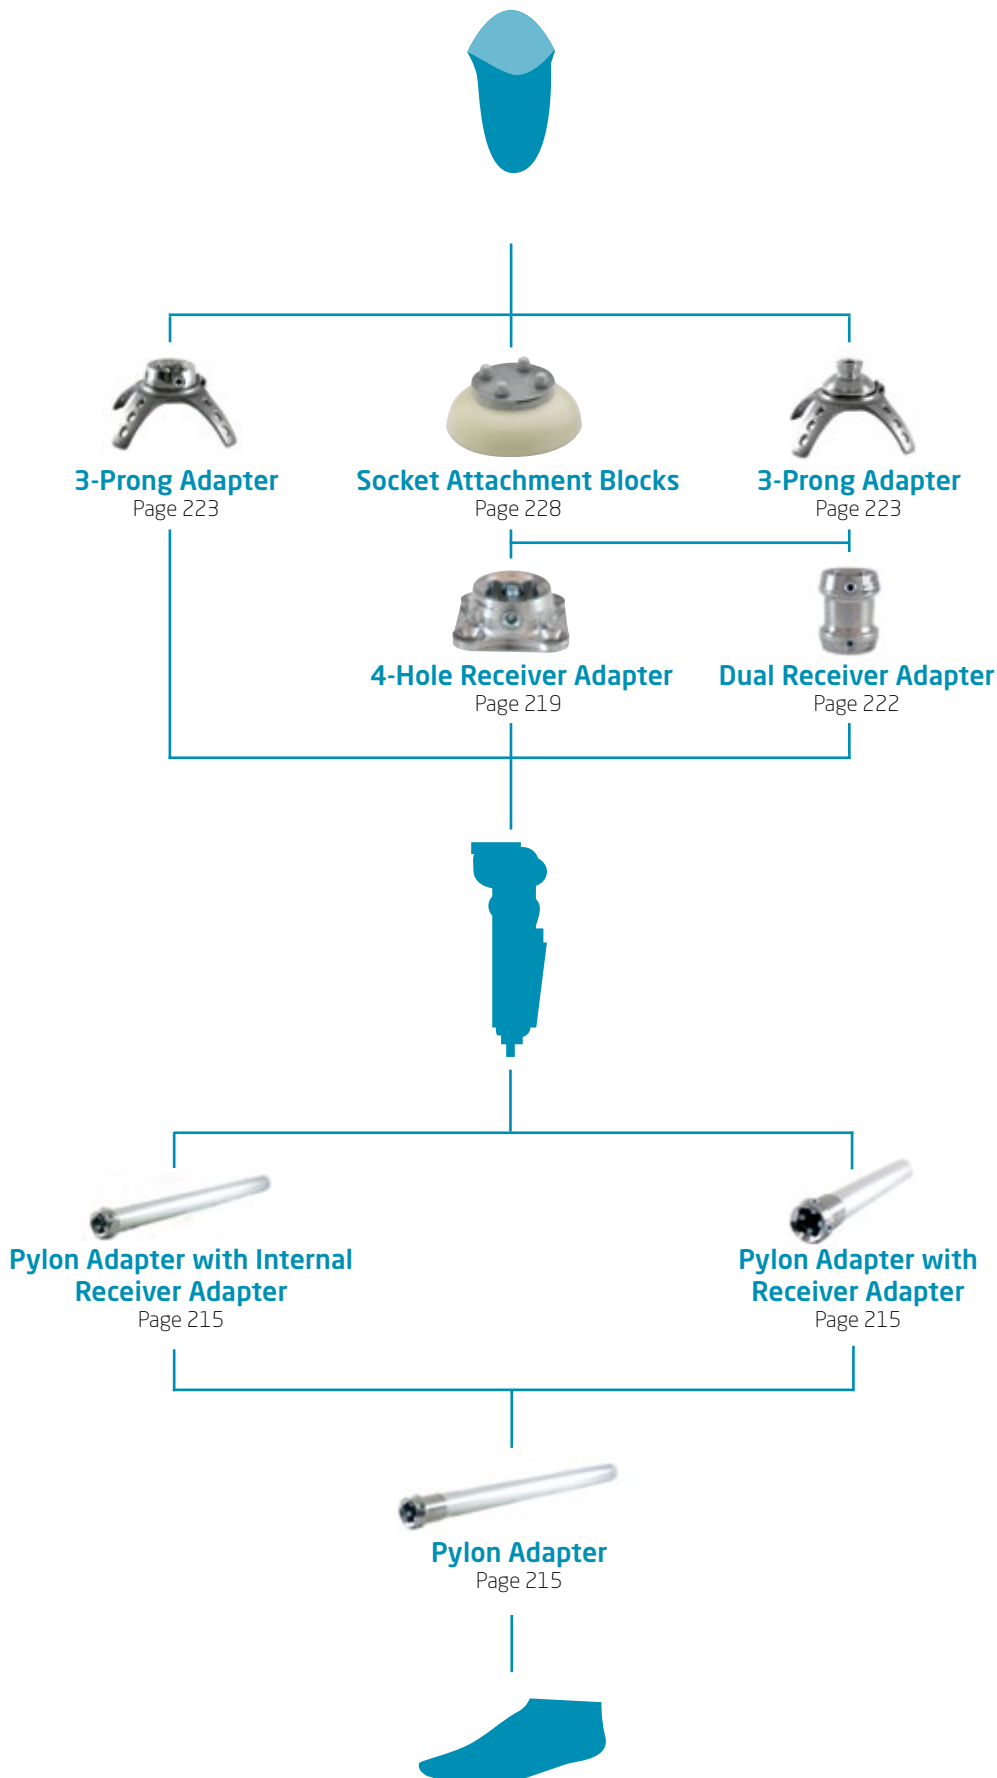 3-Prong Adapter
Page 223
Socket Attachment Blocks
Page 228
3-Prong Adapter
Page 223
4-Hole Receiver Adapter
Page 219
Dual Receiver Adapter
Page 222
Pylon Adapter with Internal
Receiver Adapter
Page 215
Pylon Adapter with
Receiver Adapter
Page 215
Pylon Adapter
Page 215